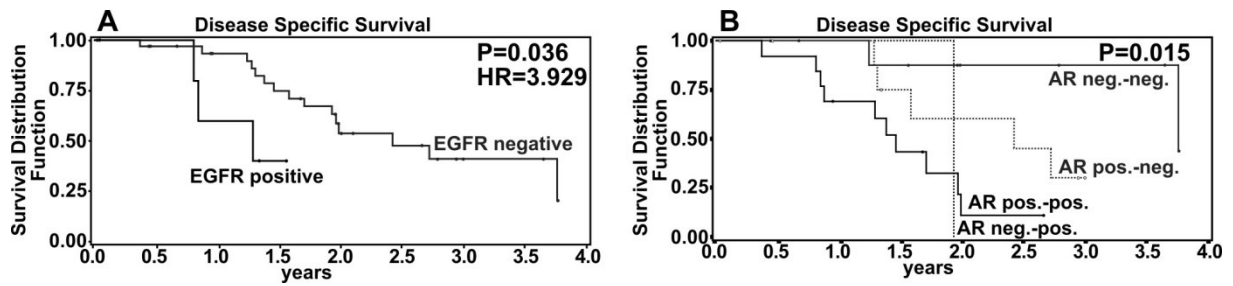 A
Disease Specific Survival
P=0.036
HR=3.929
EGFR negative
EGFR positive
Survival Distribution
Function
1.00
0.75
0.50
0.25
0.00
0.0 1.0 1.5 2.0 2.5 3.0 3.5 4.0
years
B
Disease Specific Survival
P=0.015
AR neg.-neg.
AR pos.-neg.
AR pos.-pos.
AR neg.-pos.
Survival Distribution
Function
1.00
0.75
0.50
0.25
0.00
0.0 0.5 1.0 1.5 2.0 2.5 3.0 3.5 4.0
years